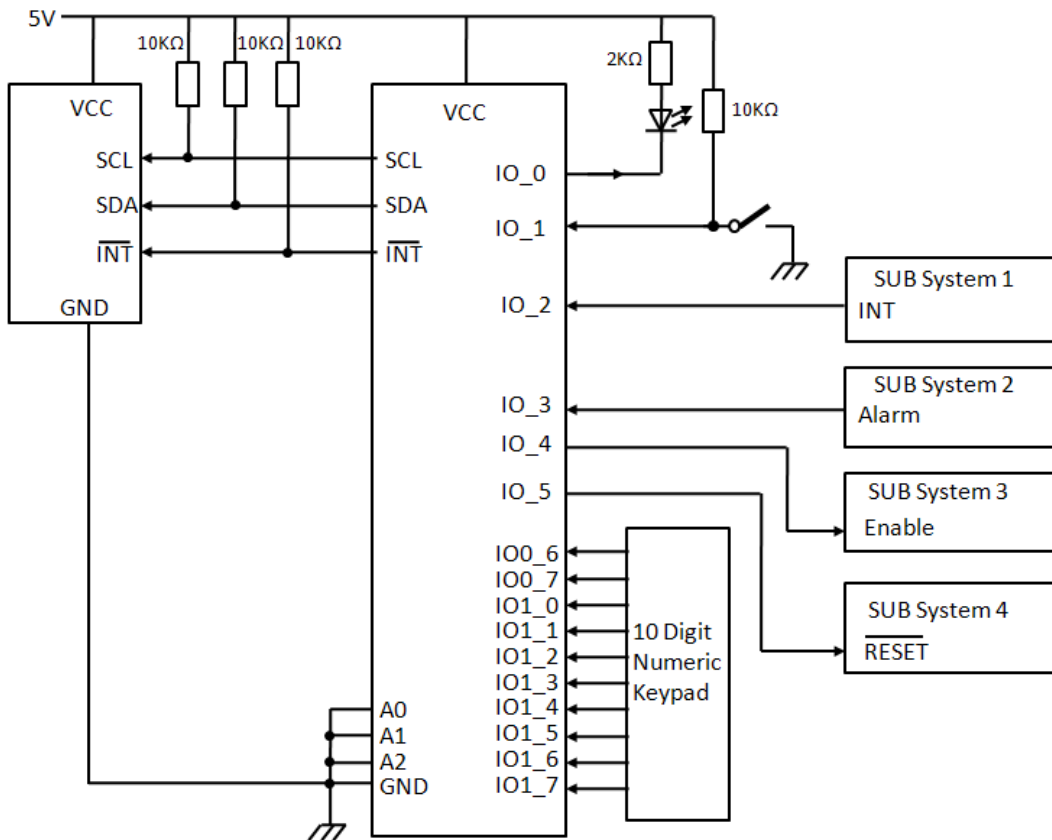 5V
10KΩ
10KΩ
10KΩ
2KΩ
10KΩ
VCC
SCL
SDA
INT
GND
VCC
SCL
SDA
INT
A0
A1
A2
GND
IO_0
IO_1
IO_2
IO_3
IO_4
IO_5
IO0_6
IO0_7
IO1_0
IO1_1
IO1_2
IO1_3
IO1_4
IO1_5
IO1_6
IO1_7
10 Digit
Numeric
Keypad
SUB System 1
INT
SUB System 2
Alarm
SUB System 3
Enable
SUB System 4
RESET